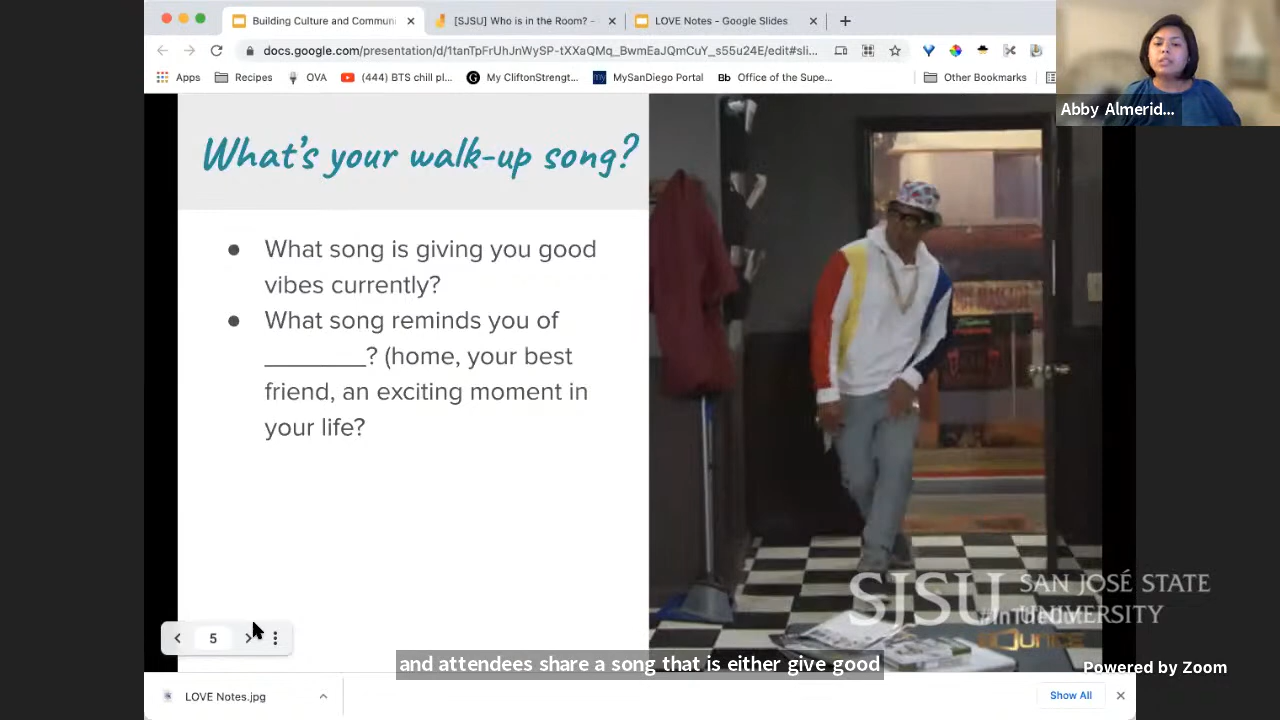 Building Culture and Communi
[SJSU] Who is in the Room? -
LOVE Notes - Google Slides
docs.google.com/presentation/d/1tanTpFrUhJnWySP-tXXaQMq_BwmEaJQmCuY_s55u24E/edit#sli...
Apps
Recipes
OVA
(444) BTS chill pl...
My CliftonStrengt...
MySanDiego Portal
Bb Office of the Supe...
Other Bookmarks
Abby Almerid...
What's your walk-up song?
● What song is giving you good
vibes currently?
● What song reminds you of
________? (home, your best
friend, an exciting moment in
your life?
SJSU SAN JOSÉ STATE
UNIVERSITY
bounce
5
and attendees share a song that is either give good
Powered by Zoom
LOVE Notes.jpg
Show All